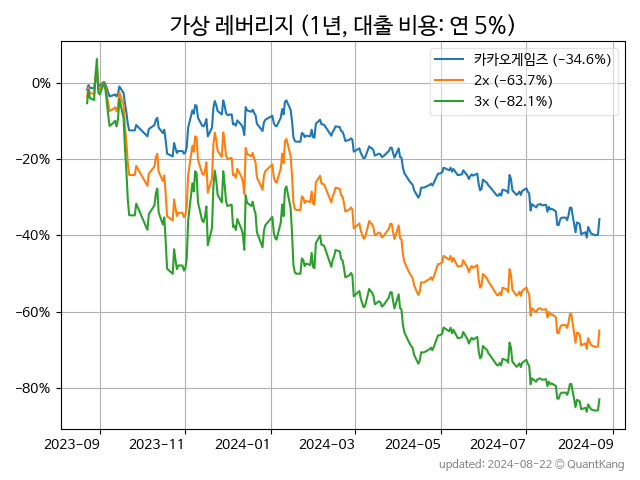 가상 레버리지 (1년, 대출 비용: 연 5%)
카카오게임즈 (−34.6%)
2x (−63.7%)
3x (−82.1%)
0%
−20%
−40%
−60%
−80%
2023-09 2023-11 2024-01 2024-03 2024-05 2024-07 2024-09
updated: 2024-08-22 © QuantKang